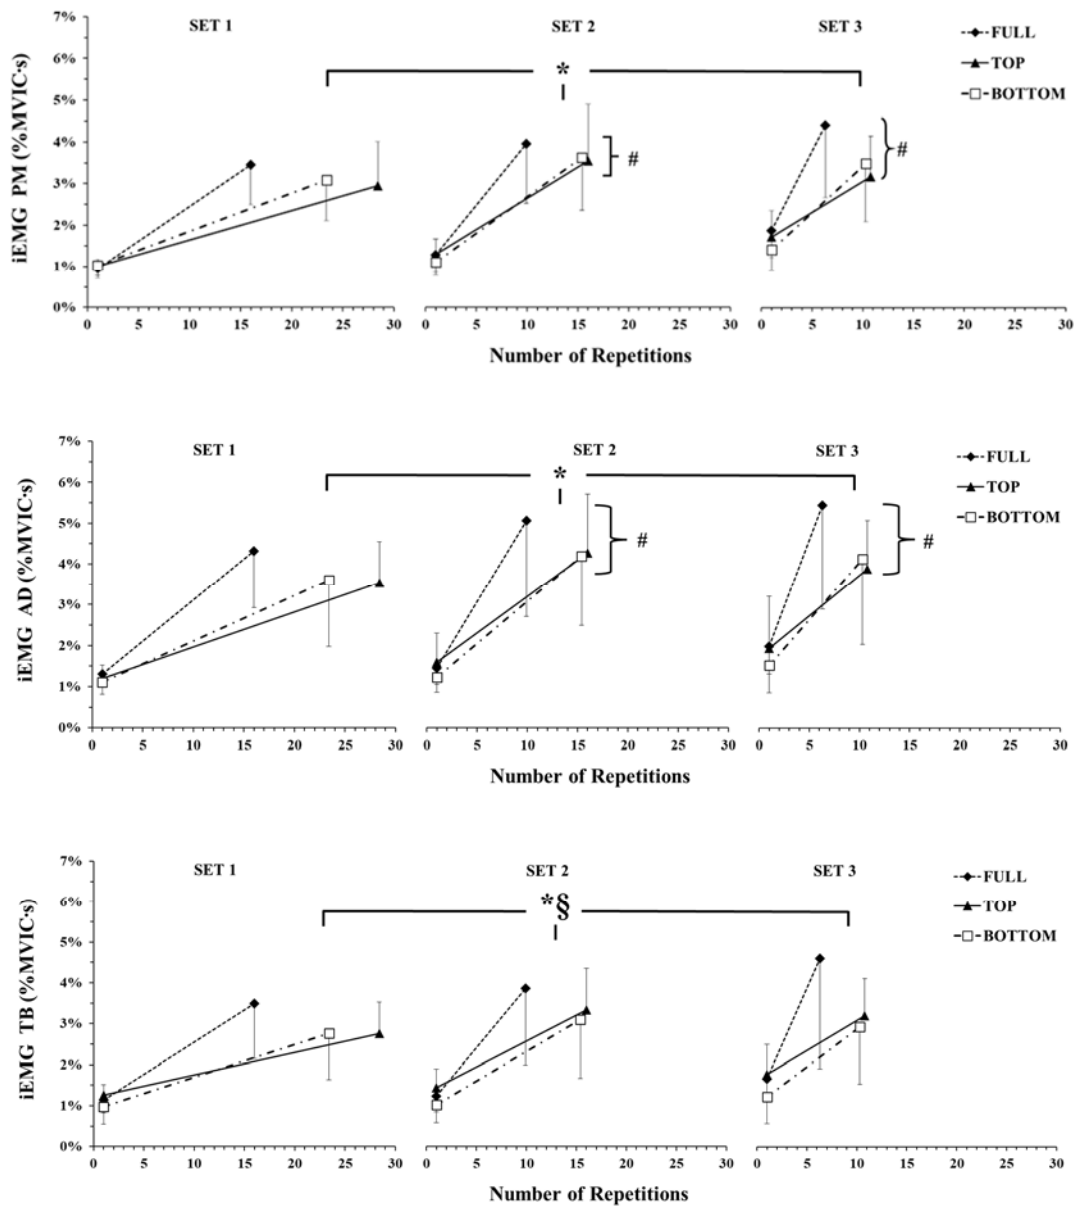 7%
SET 1
SET 2
SET 3
FULL
6%
TOP
*
5%
BOTTOM
4%
#
#
3%
2%
1%
0%
iEMG PM (%MVIC·s)
0 5 10 15 20 25 30
0 5 10 15 20 25 30
0 5 10 15 20 25 30
Number of Repetitions
7%
SET 1
SET 2
SET 3
FULL
6%
*
TOP
5%
BOTTOM
#
#
4%
3%
2%
1%
0%
iEMG AD (%MVIC·s)
0 5 10 15 20 25 30
0 5 10 15 20 25 30
0 5 10 15 20 25 30
Number of Repetitions
7%
SET 1
SET 2
SET 3
FULL
6%
*§
TOP
BOTTOM
5%
4%
3%
2%
1%
0%
iEMG TB (%MVIC·s)
0 5 10 15 20 25 30
0 5 10 15 20 25 30
0 5 10 15 20 25 30
Number of Repetitions